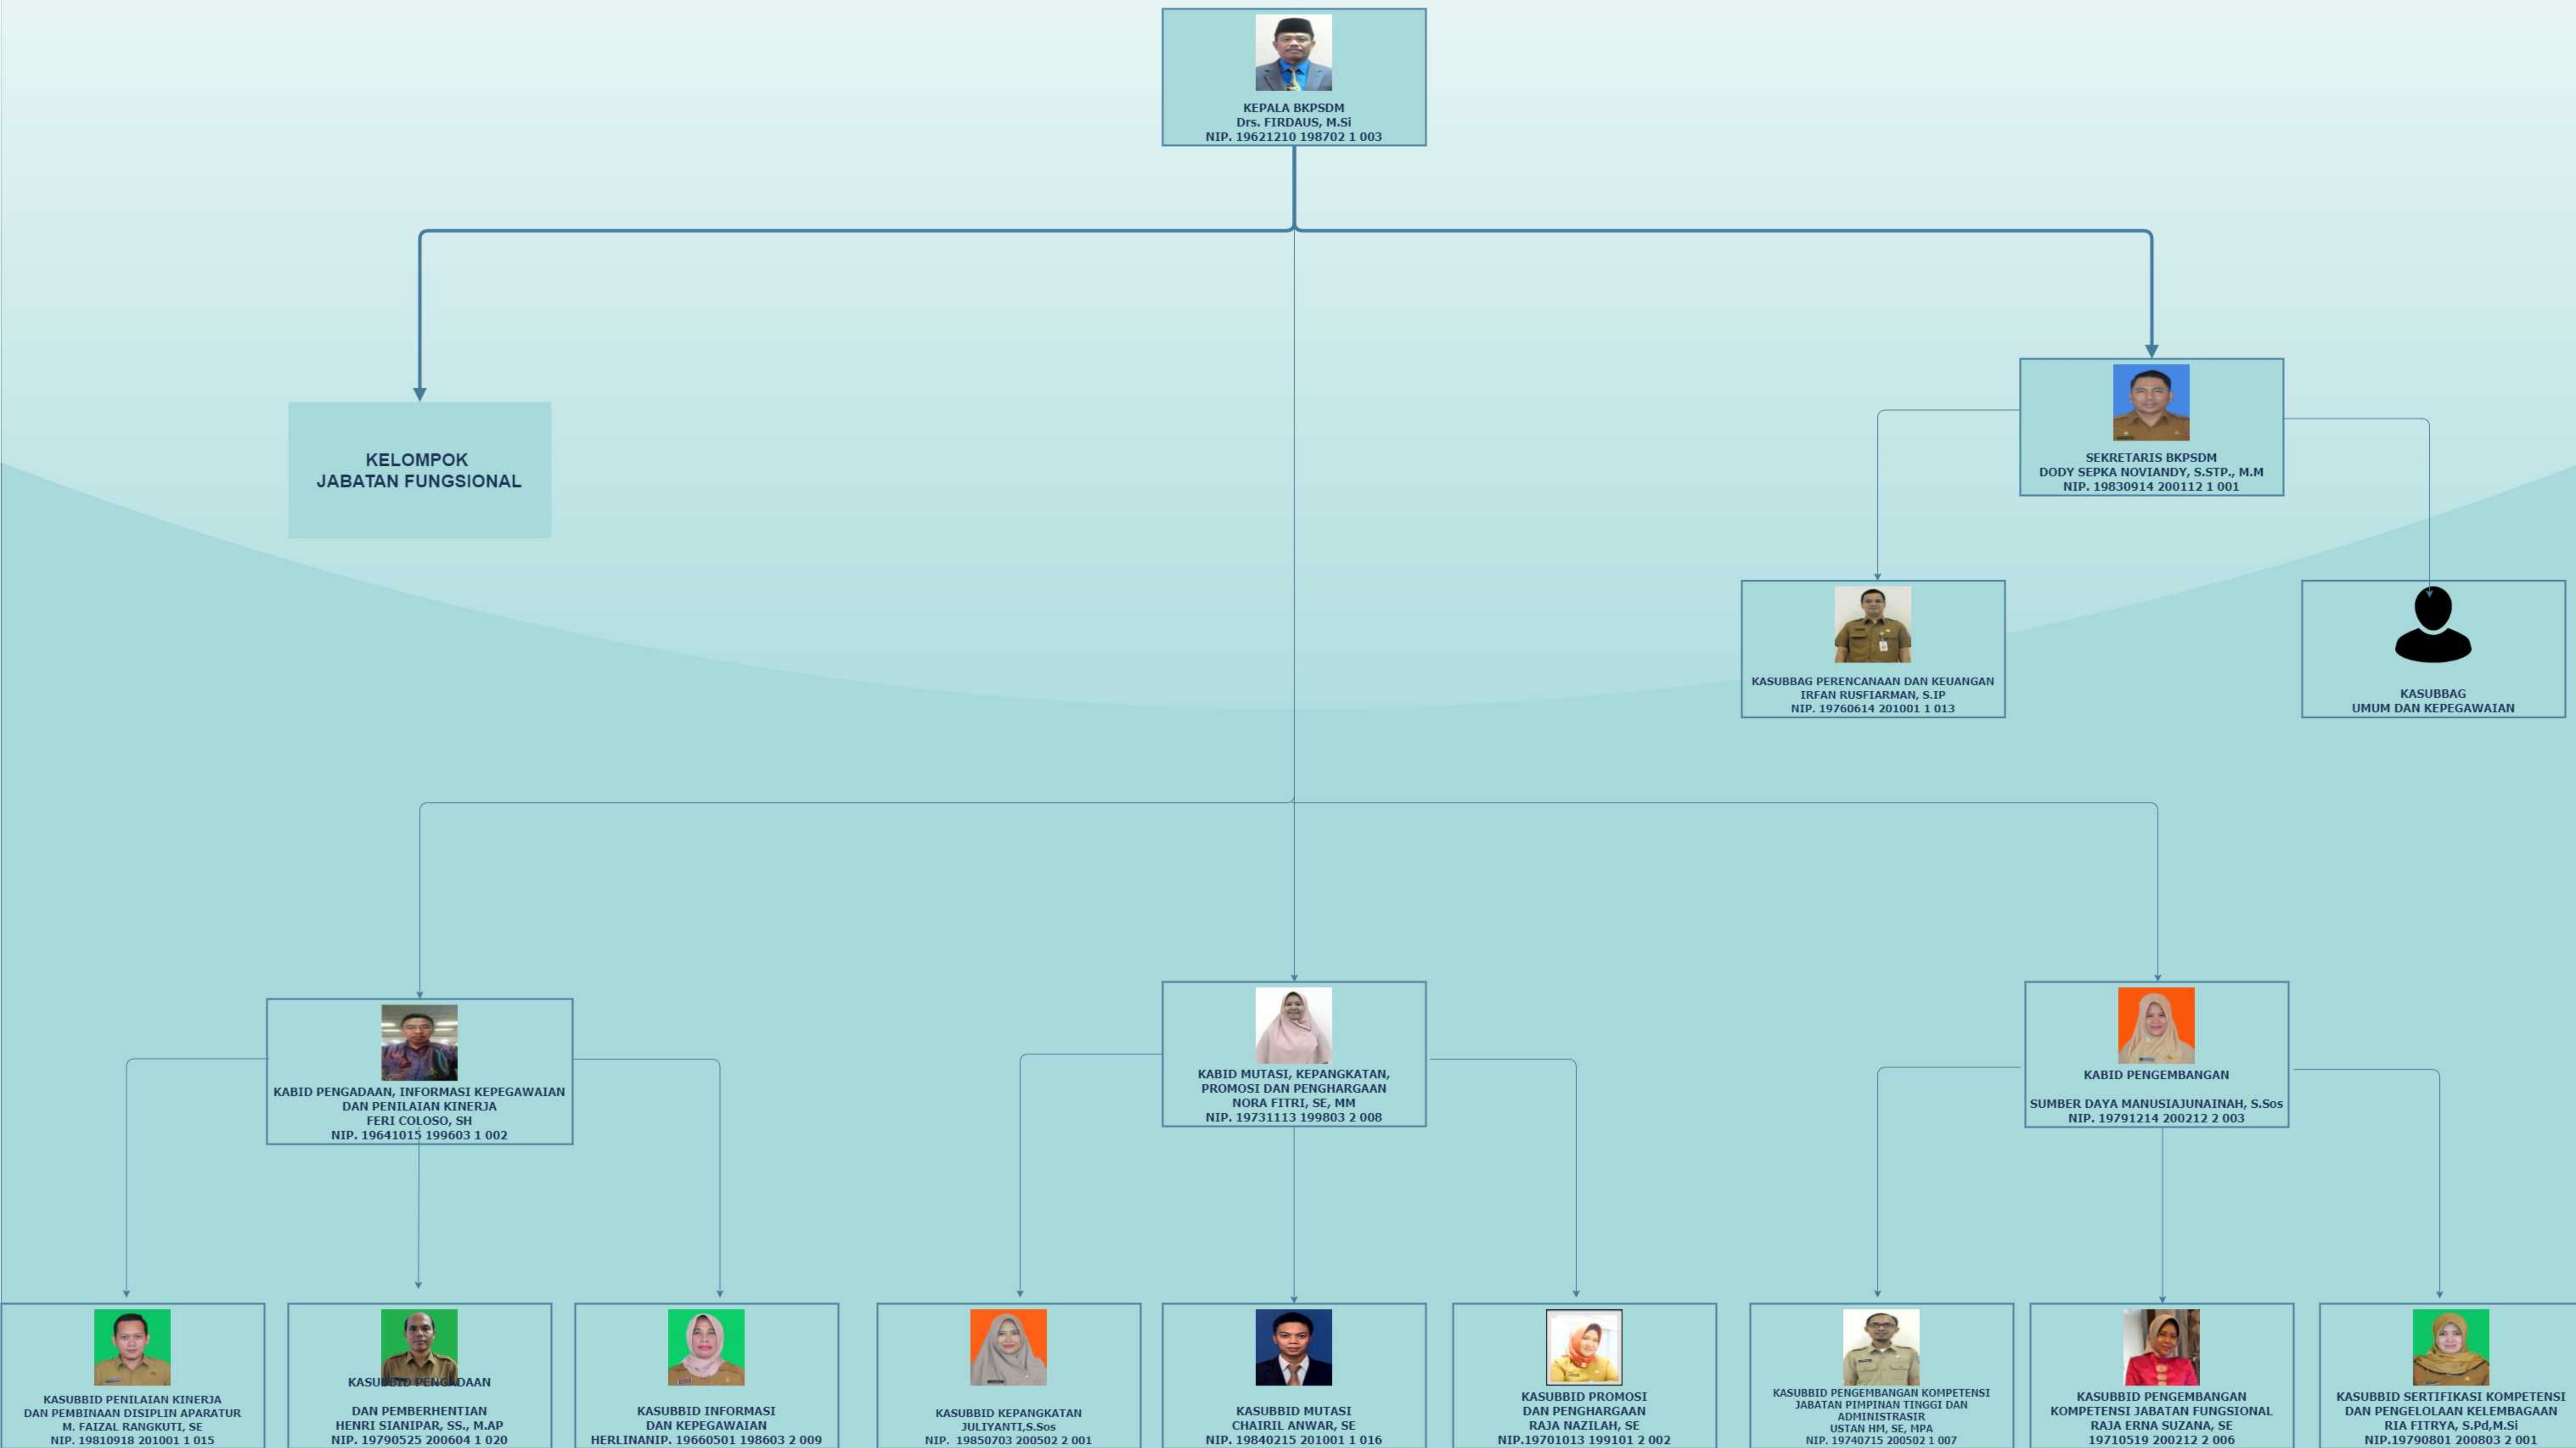 KEPALA BKPSDM
Drs. FIRDAUS, M.Si
NIP. 19621210 198702 1 003
KELOMPOK
JABATAN FUNGSIONAL
SEKRETARIS BKPSDM
DODY SEPKA NOVIANDY, S.STP., M.M
NIP. 19830914 200112 1 001
KASUBBAG PERENCANAAN DAN KEUANGAN
IRFAN RUSFIARMAN, S.IP
NIP. 19760614 201001 1 013
KASUBBAG
UMUM DAN KEPEGAWAIAN
KABID PENGADAAN, INFORMASI KEPEGAWAIAN
DAN PENILAIAN KINERJA
FERI COLOSO, SH
NIP. 19641015 199603 1 002
KABID MUTASI, KEPANGKATAN,
PROMOSI DAN PENGHARGAAN
NORA FITRI, SE, MM
NIP. 19731113 199803 2 008
KABID PENGEMBANGAN
SUMBER DAYA MANUSIAJUNAINAH, S.Sos
NIP. 19791214 200212 2 003
KASUBBID PENILAIAN KINERJA
DAN PEMBINAAN DISIPLIN APARATUR
M. FAIZAL RANGKUTI, SE
NIP. 19810918 201001 1 015
KASUBBID PENGADAAN
DAN PEMBERHENTIAN
HENRI SIANIPAR, SS., M.AP
NIP. 19790525 200604 1 020
KASUBBID INFORMASI
DAN KEPEGAWAIAN
HERLINANIP. 19660501 198603 2 009
KASUBBID KEPANGKATAN
JULIYANTI,S.Sos
NIP. 19850703 200502 2 001
KASUBBID MUTASI
CHAIRIL ANWAR, SE
NIP. 19840215 201001 1 016
KASUBBID PROMOSI
DAN PENGHARGAAN
RAJA NAZILAH, SE
NIP.19701013 199101 2 002
KASUBBID PENGEMBANGAN KOMPETENSI
JABATAN PIMPINAN TINGGI DAN
ADMINISTRASIR
USTAN HM, SE, MPA
NIP. 19740715 200502 1 007
KASUBBID PENGEMBANGAN
KOMPETENSI JABATAN FUNGSIONAL
RAJA ERNA SUZANA, SE
19710519 200212 2 006
KASUBBID SERTIFIKASI KOMPETENSI
DAN PENGELOLAAN KELEMBAGAAN
RIA FITRYA, S.Pd,M.Si
NIP.19790801 200803 2 001